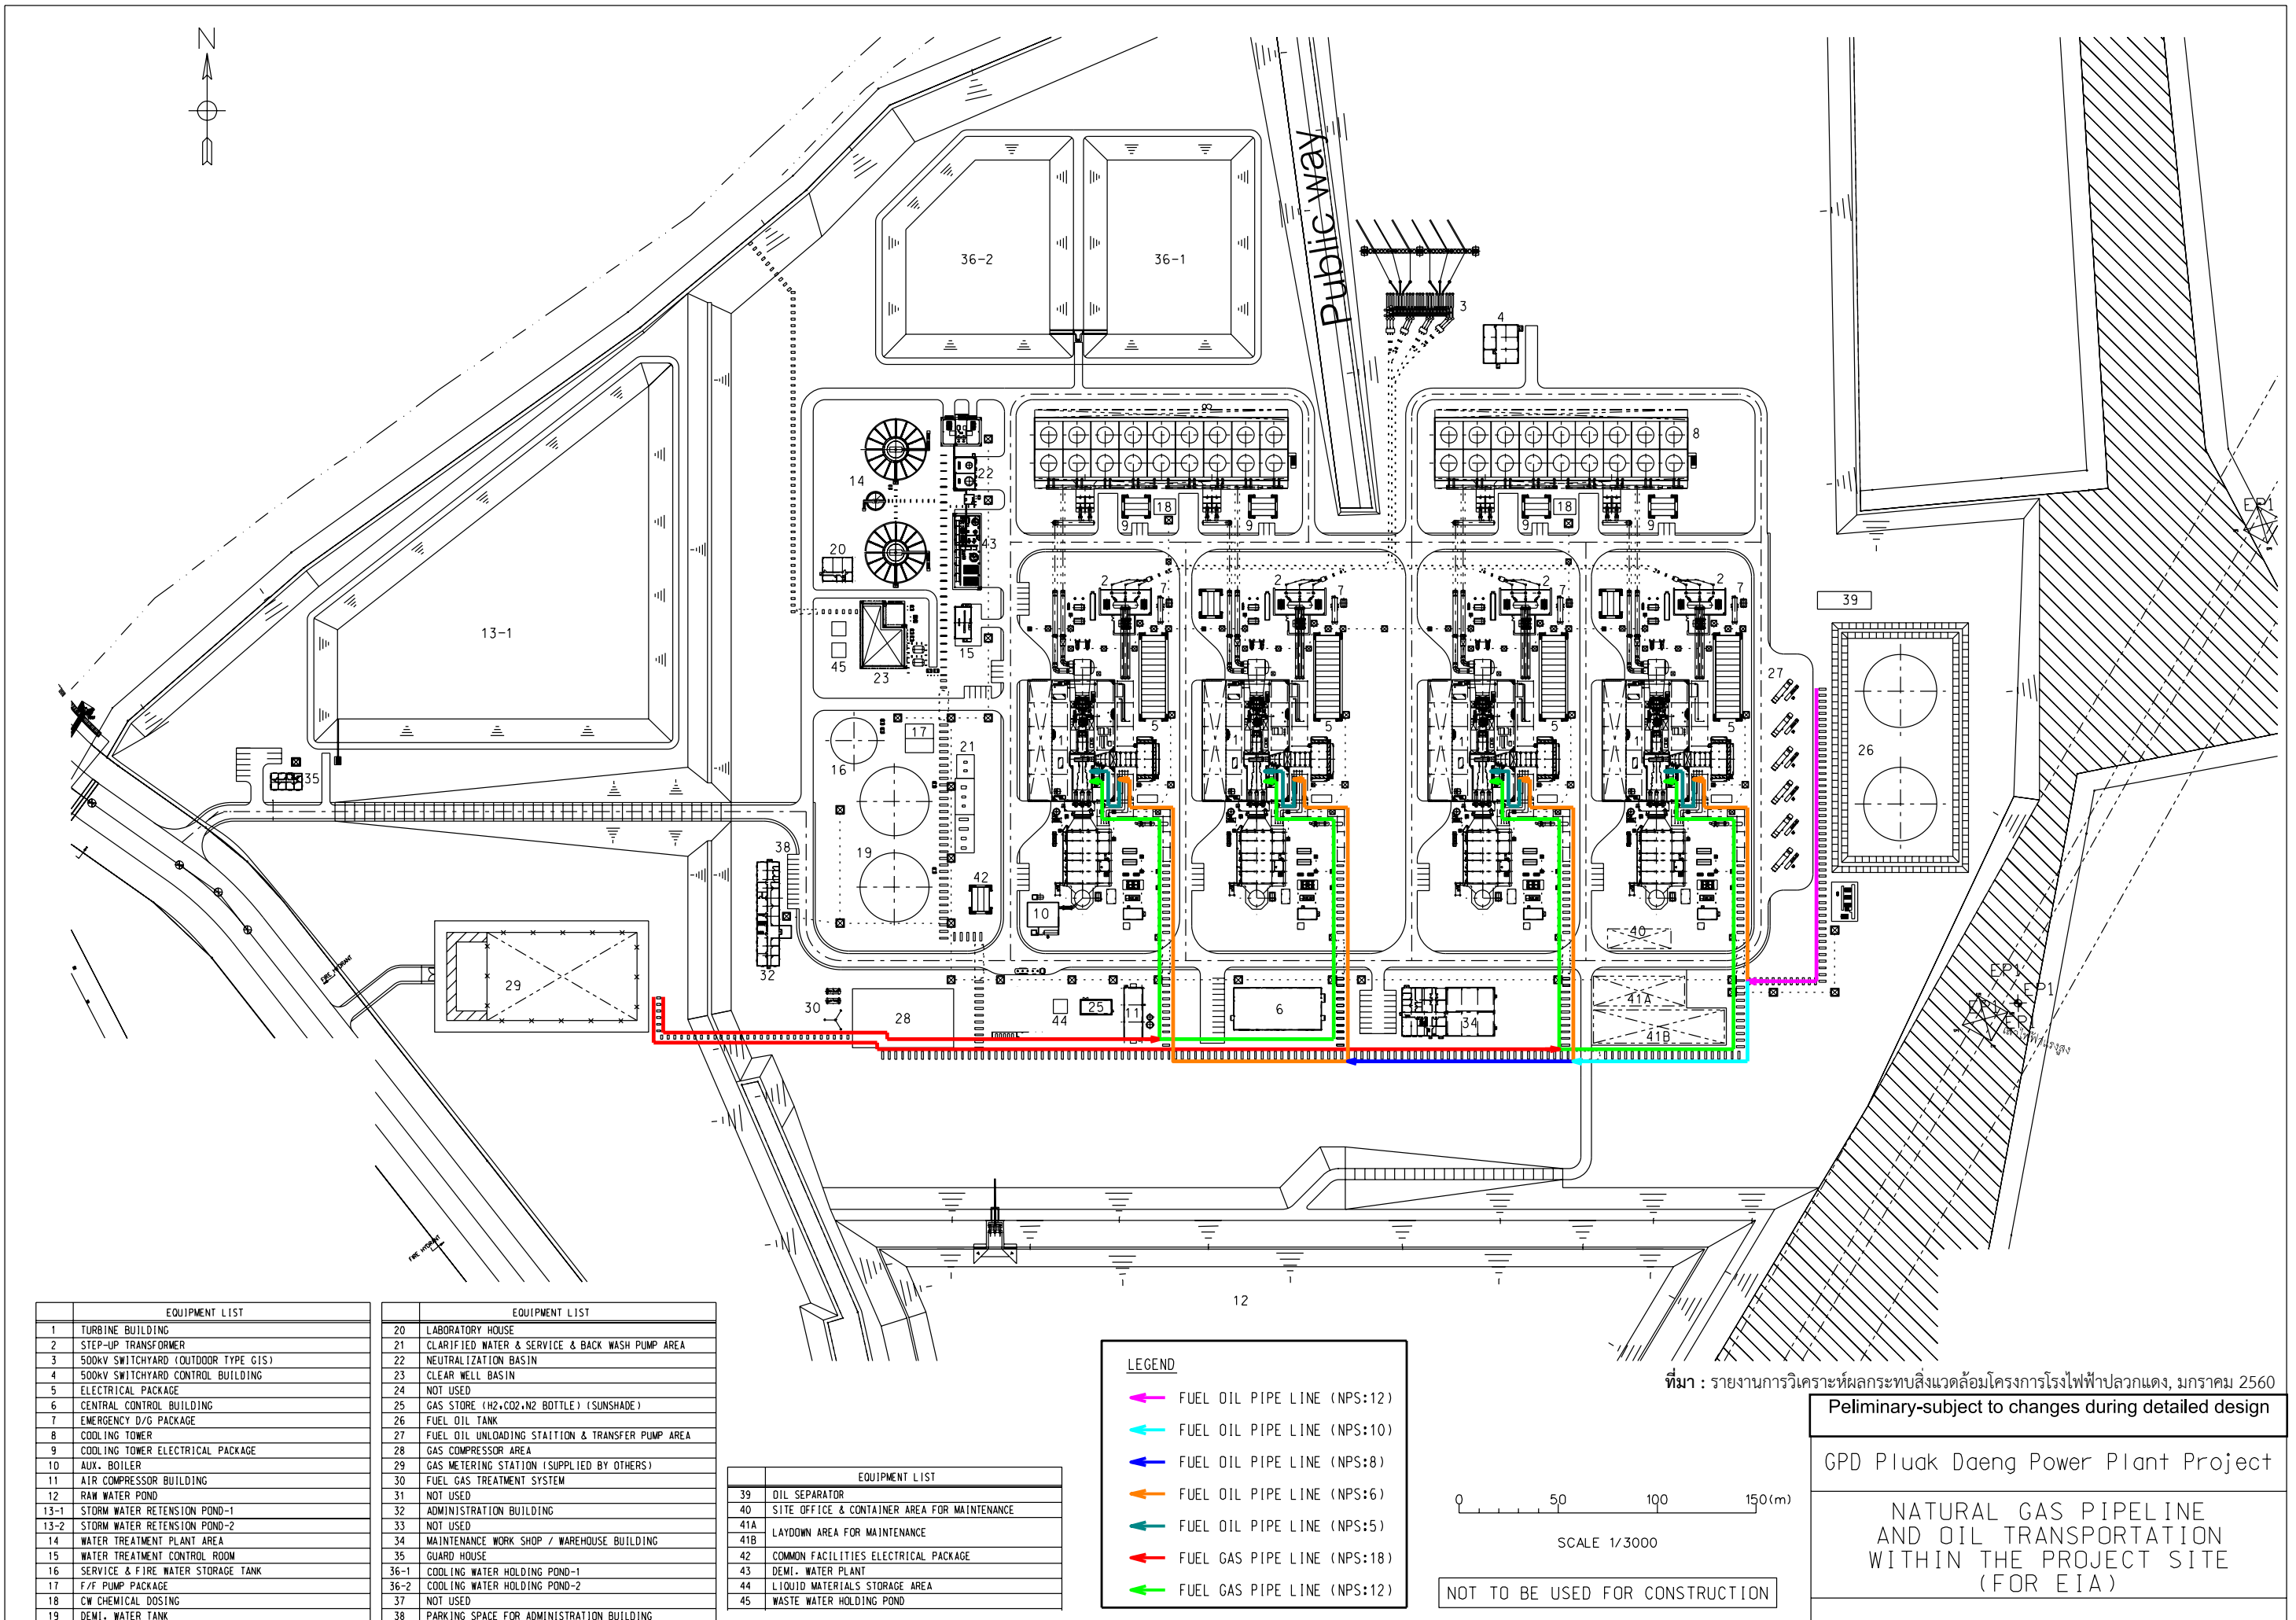 N
Public way
36-2
36-1
3
4
8
8
14
22
18
9
9
18
9
9
43
20
2
7
2
7
2
7
2
7
39
13-1
45
23
15
27
5
5
5
5
17
21
16
1
1
1
1
26
35
38
19
42
10
40
32
29
FIRE HYDRANT
30
28
44
25
11
6
34
41A
41B
EP1
EP1
EP1
EP1
EP1
FIRE HYDRANT
12
EQUIPMENT LIST
1 TURBINE BUILDING
2 STEP-UP TRANSFORMER
3 500kV SWITCHYARD (OUTDOOR TYPE GIS)
4 500kV SWITCHYARD CONTROL BUILDING
5 ELECTRICAL PACKAGE
6 CENTRAL CONTROL BUILDING
7 EMERGENCY D/G PACKAGE
8 COOLING TOWER
9 COOLING TOWER ELECTRICAL PACKAGE
10 AUX. BOILER
11 AIR COMPRESSOR BUILDING
12 RAW WATER POND
13-1 STORM WATER RETENSION POND-1
13-2 STORM WATER RETENSION POND-2
14 WATER TREATMENT PLANT AREA
15 WATER TREATMENT CONTROL ROOM
16 SERVICE & FIRE WATER STORAGE TANK
17 F/F PUMP PACKAGE
18 CW CHEMICAL DOSING
19 DEMI. WATER TANK
EQUIPMENT LIST
20 LABORATORY HOUSE
21 CLARIFIED WATER & SERVICE & BACK WASH PUMP AREA
22 NEUTRALIZATION BASIN
23 CLEAR WELL BASIN
24 NOT USED
25 GAS STORE (H2,CO2,N2 BOTTLE) (SUNSHADE)
26 FUEL OIL TANK
27 FUEL OIL UNLOADING STAITION & TRANSFER PUMP AREA
28 GAS COMPRESSOR AREA
29 GAS METERING STATION (SUPPLIED BY OTHERS)
30 FUEL GAS TREATMENT SYSTEM
31 NOT USED
32 ADMINISTRATION BUILDING
33 NOT USED
34 MAINTENANCE WORK SHOP / WAREHOUSE BUILDING
35 GUARD HOUSE
36-1 COOLING WATER HOLDING POND-1
36-2 COOLING WATER HOLDING POND-2
37 NOT USED
38 PARKING SPACE FOR ADMINISTRATION BUILDING
EQUIPMENT LIST
39 OIL SEPARATOR
40 SITE OFFICE & CONTAINER AREA FOR MAINTENANCE
41A
LAYDOWN AREA FOR MAINTENANCE
41B
42 COMMON FACILITIES ELECTRICAL PACKAGE
43 DEMI. WATER PLANT
44 LIQUID MATERIALS STORAGE AREA
45 WASTE WATER HOLDING POND
LEGEND
FUEL OIL PIPE LINE (NPS:12)
FUEL OIL PIPE LINE (NPS:10)
FUEL OIL PIPE LINE (NPS:8)
FUEL OIL PIPE LINE (NPS:6)
FUEL OIL PIPE LINE (NPS:5)
FUEL GAS PIPE LINE (NPS:18)
FUEL GAS PIPE LINE (NPS:12)
0 50 100 150(m)
SCALE 1/3000
NOT TO BE USED FOR CONSTRUCTION
ที่มา : รายงานการวิเคราะห์ผลกระทบสิ่งแวดล้อมโครงการโรงไฟฟ้าปลวกแดง, มกราคม 2560
Peliminary-subject to changes during detailed design
GPD Pluak Daeng Power Plant Project
NATURAL GAS PIPELINE
AND OIL TRANSPORTATION
WITHIN THE PROJECT SITE
(FOR EIA)